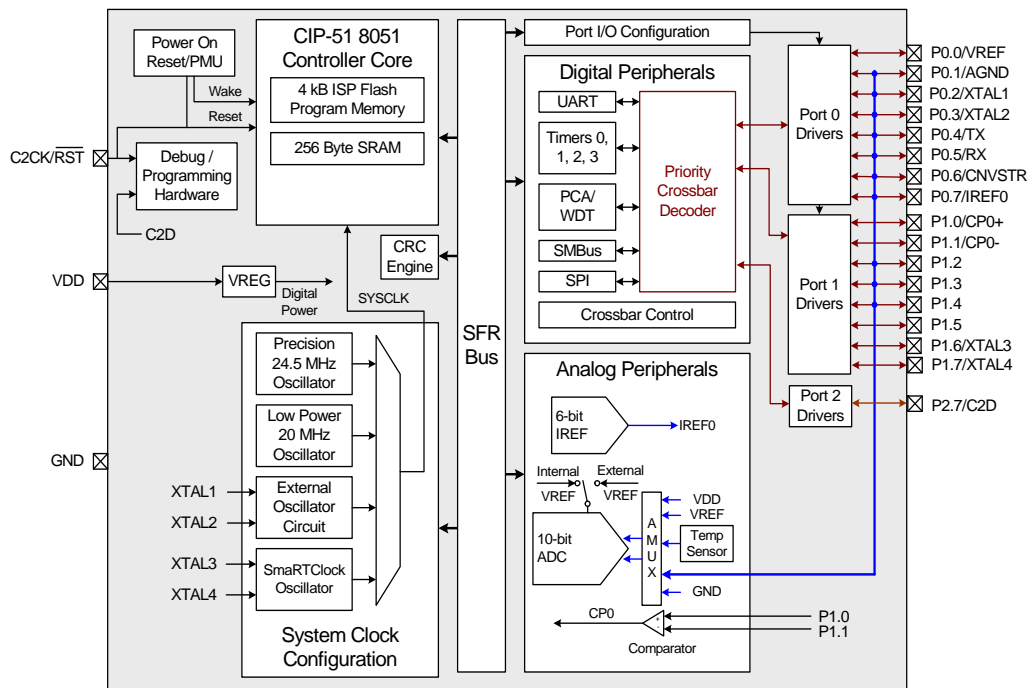 Power On
Reset/PMU
CIP-51 8051
Controller Core
4 kB ISP Flash
Program Memory
256 Byte SRAM
Wake
Reset
C2CK/RST
Debug /
Programming
Hardware
C2D
VDD
VREG
Digital
Power
SYSCLK
CRC
Engine
GND
Precision
24.5 MHz
Oscillator
Low Power
20 MHz
Oscillator
XTAL1
XTAL2
External
Oscillator
Circuit
XTAL3
XTAL4
SmaRTClock
Oscillator
System Clock
Configuration
SFR
Bus
Port I/O Configuration
Digital Peripherals
UART
Timers 0,
1, 2, 3
PCA/
WDT
SMBus
SPI
Priority
Crossbar
Decoder
Crossbar Control
Analog Peripherals
6-bit
IREF
IREF0
Internal
VREF
External
VREF
10-bit
ADC
A
M
U
X
VDD
VREF
Temp
Sensor
GND
CP0
+
-
Comparator
P1.0
P1.1
Port 0
Drivers
Port 1
Drivers
Port 2
Drivers
P0.0/VREF
P0.1/AGND
P0.2/XTAL1
P0.3/XTAL2
P0.4/TX
P0.5/RX
P0.6/CNVSTR
P0.7/IREF0
P1.0/CP0+
P1.1/CP0-
P1.2
P1.3
P1.4
P1.5
P1.6/XTAL3
P1.7/XTAL4
P2.7/C2D